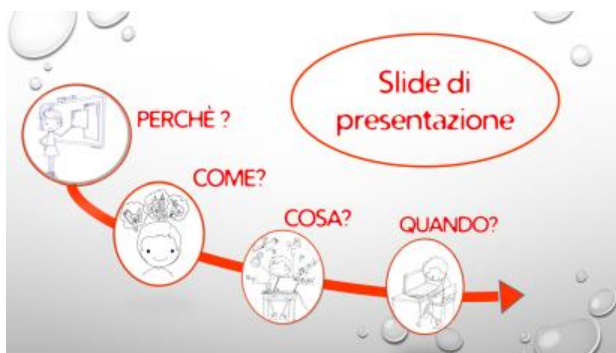 Slide di
presentazione
PERCHÈ ?
COME?
COSA?
QUANDO?